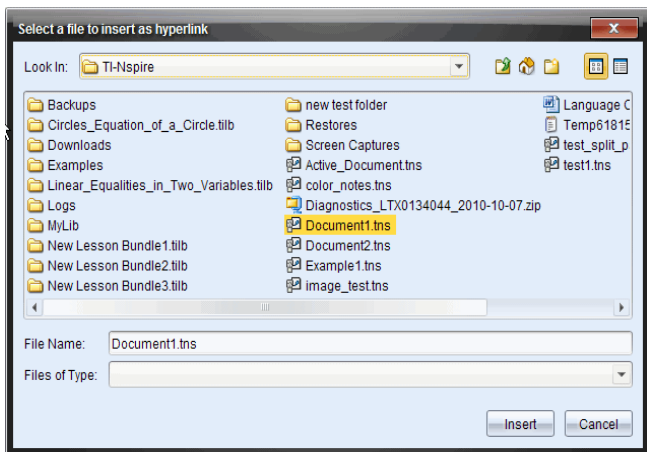 Select a file to insert as hyperlink
Look In: TI-Nspire
Backups
Circles_Equation_of_a_Circle.tilb
Downloads
Examples
Linear_Equalities_in_Two_Variables.tilb
Logs
MyLib
New Lesson Bundle1.tilb
New Lesson Bundle2.tilb
New Lesson Bundle3.tilb
new test folder
Restores
Screen Captures
Active_Document.tns
color_notes.tns
Diagnostics_LTX0134044_2010-10-07.zip
Document1.tns
Document2.tns
Example1.tns
image_test.tns
Language C
Temp6181E
test_split_p
test1.tns
File Name: Document1.tns
Files of Type:
Insert Cancel